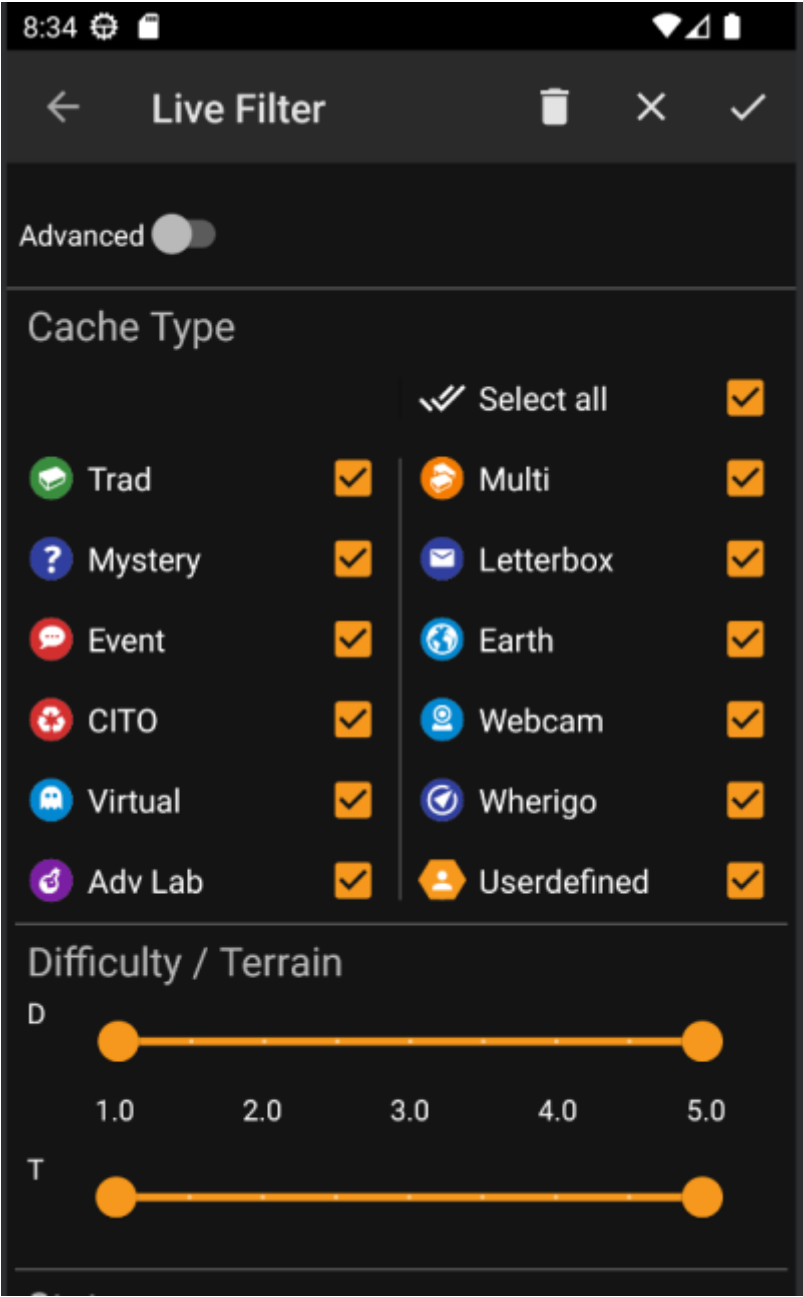 8:34
Live Filter
Advanced
Cache Type
Select all
Trad
Multi
Mystery
Letterbox
Event
Earth
CITO
Webcam
Virtual
Wherigo
Adv Lab
Userdefined
Difficulty / Terrain
D
1.0 2.0 3.0 4.0 5.0
T